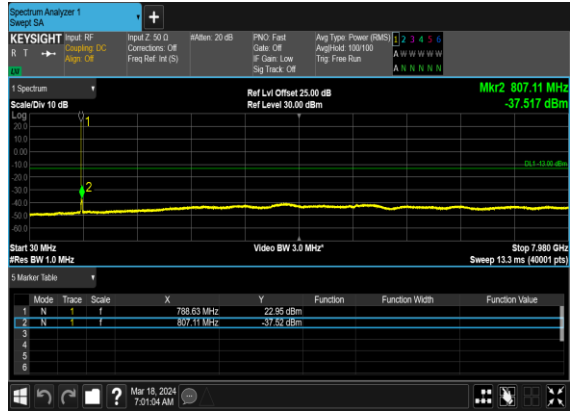 Spectrum Analyzer 1
Swept SA
+
KEYSIGHT Input: RF Input Z: 50 Ω #Atten: 20 dB PNO: Fast Avg Type: Power (RMS) 1 2 3 4 5 6
R T Coupling: DC Corrections: Off Gate: Off Avg|Hold: 100/100 A W W W W W
Align: Off Freq Ref: Int (S) IF Gain: Low Trig: Free Run
Sig Track: Off A N N N N N
1 Spectrum Ref Lvl Offset 25.00 dB Mkr2 807.11 MHz
Scale/Div 10 dB Ref Level 30.00 dBm -37.517 dBm
Log
1
20.0
10.0
0.00
-10.0 DL1 -13.00 dBm
-20.0
-30.0 2
-40.0
-50.0
-60.0
Start 30 MHz Video BW 3.0 MHz* Stop 7.980 GHz
#Res BW 1.0 MHz Sweep 13.3 ms (40001 pts)
5 Marker Table
Mode Trace Scale X Y Function Function Width Function Value
1 N 1 f 788.63 MHz 22.95 dBm
2 N 1 f 807.11 MHz -37.52 dBm
3
4
5
6
? Mar 18, 2024
7:01:04 AM